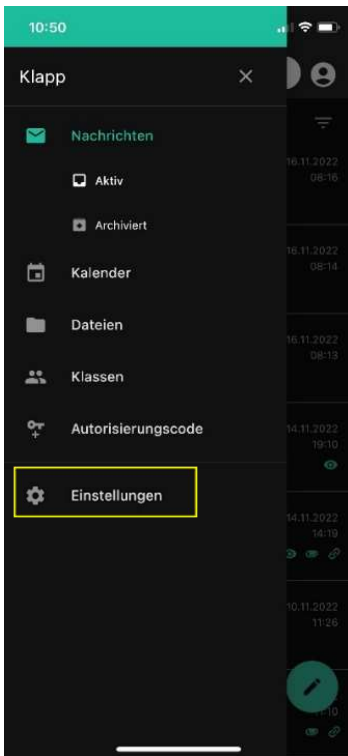 10:50
Klapp
Nachrichten
16.11.2022
08:16
Aktiv
Archiviert
16.11.2022
08:14
Kalender
Dateien
16.11.2022
08:13
Klassen
Autorisierungscode
14.11.2022
19:10
Einstellungen
14.11.2022
14:19
10.11.2022
11:26